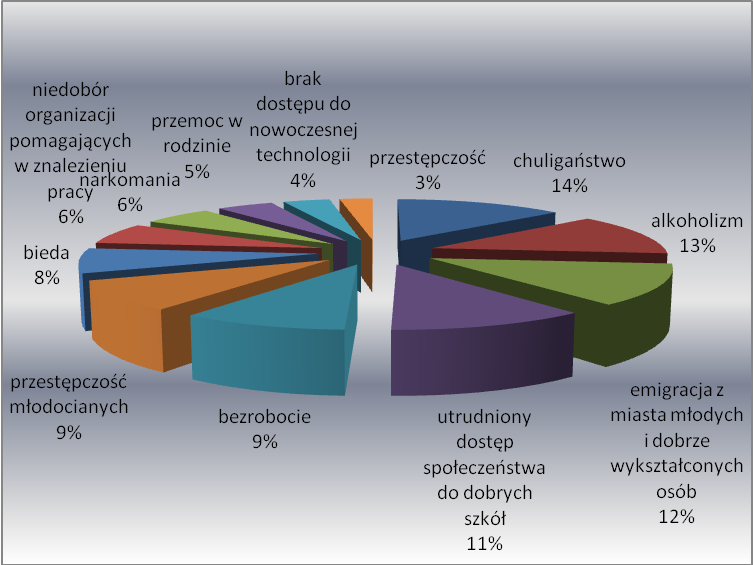 niedobór
organizacji
pomagających
w znalezieniu
pracy
6%
narkomania
6%
przemoc w
rodzinie
5%
brak
dostępu do
nowoczesnej
technologii
4%
przestępczość
3%
chuligaństwo
14%
alkoholizm
13%
bieda
8%
przestępczość
młodocianych
9%
bezrobocie
9%
utrudniony
dostęp
społeczeństwa
do dobrych
szkół
11%
emigracja z
miasta młodych
i dobrze
wykształconych
osób
12%